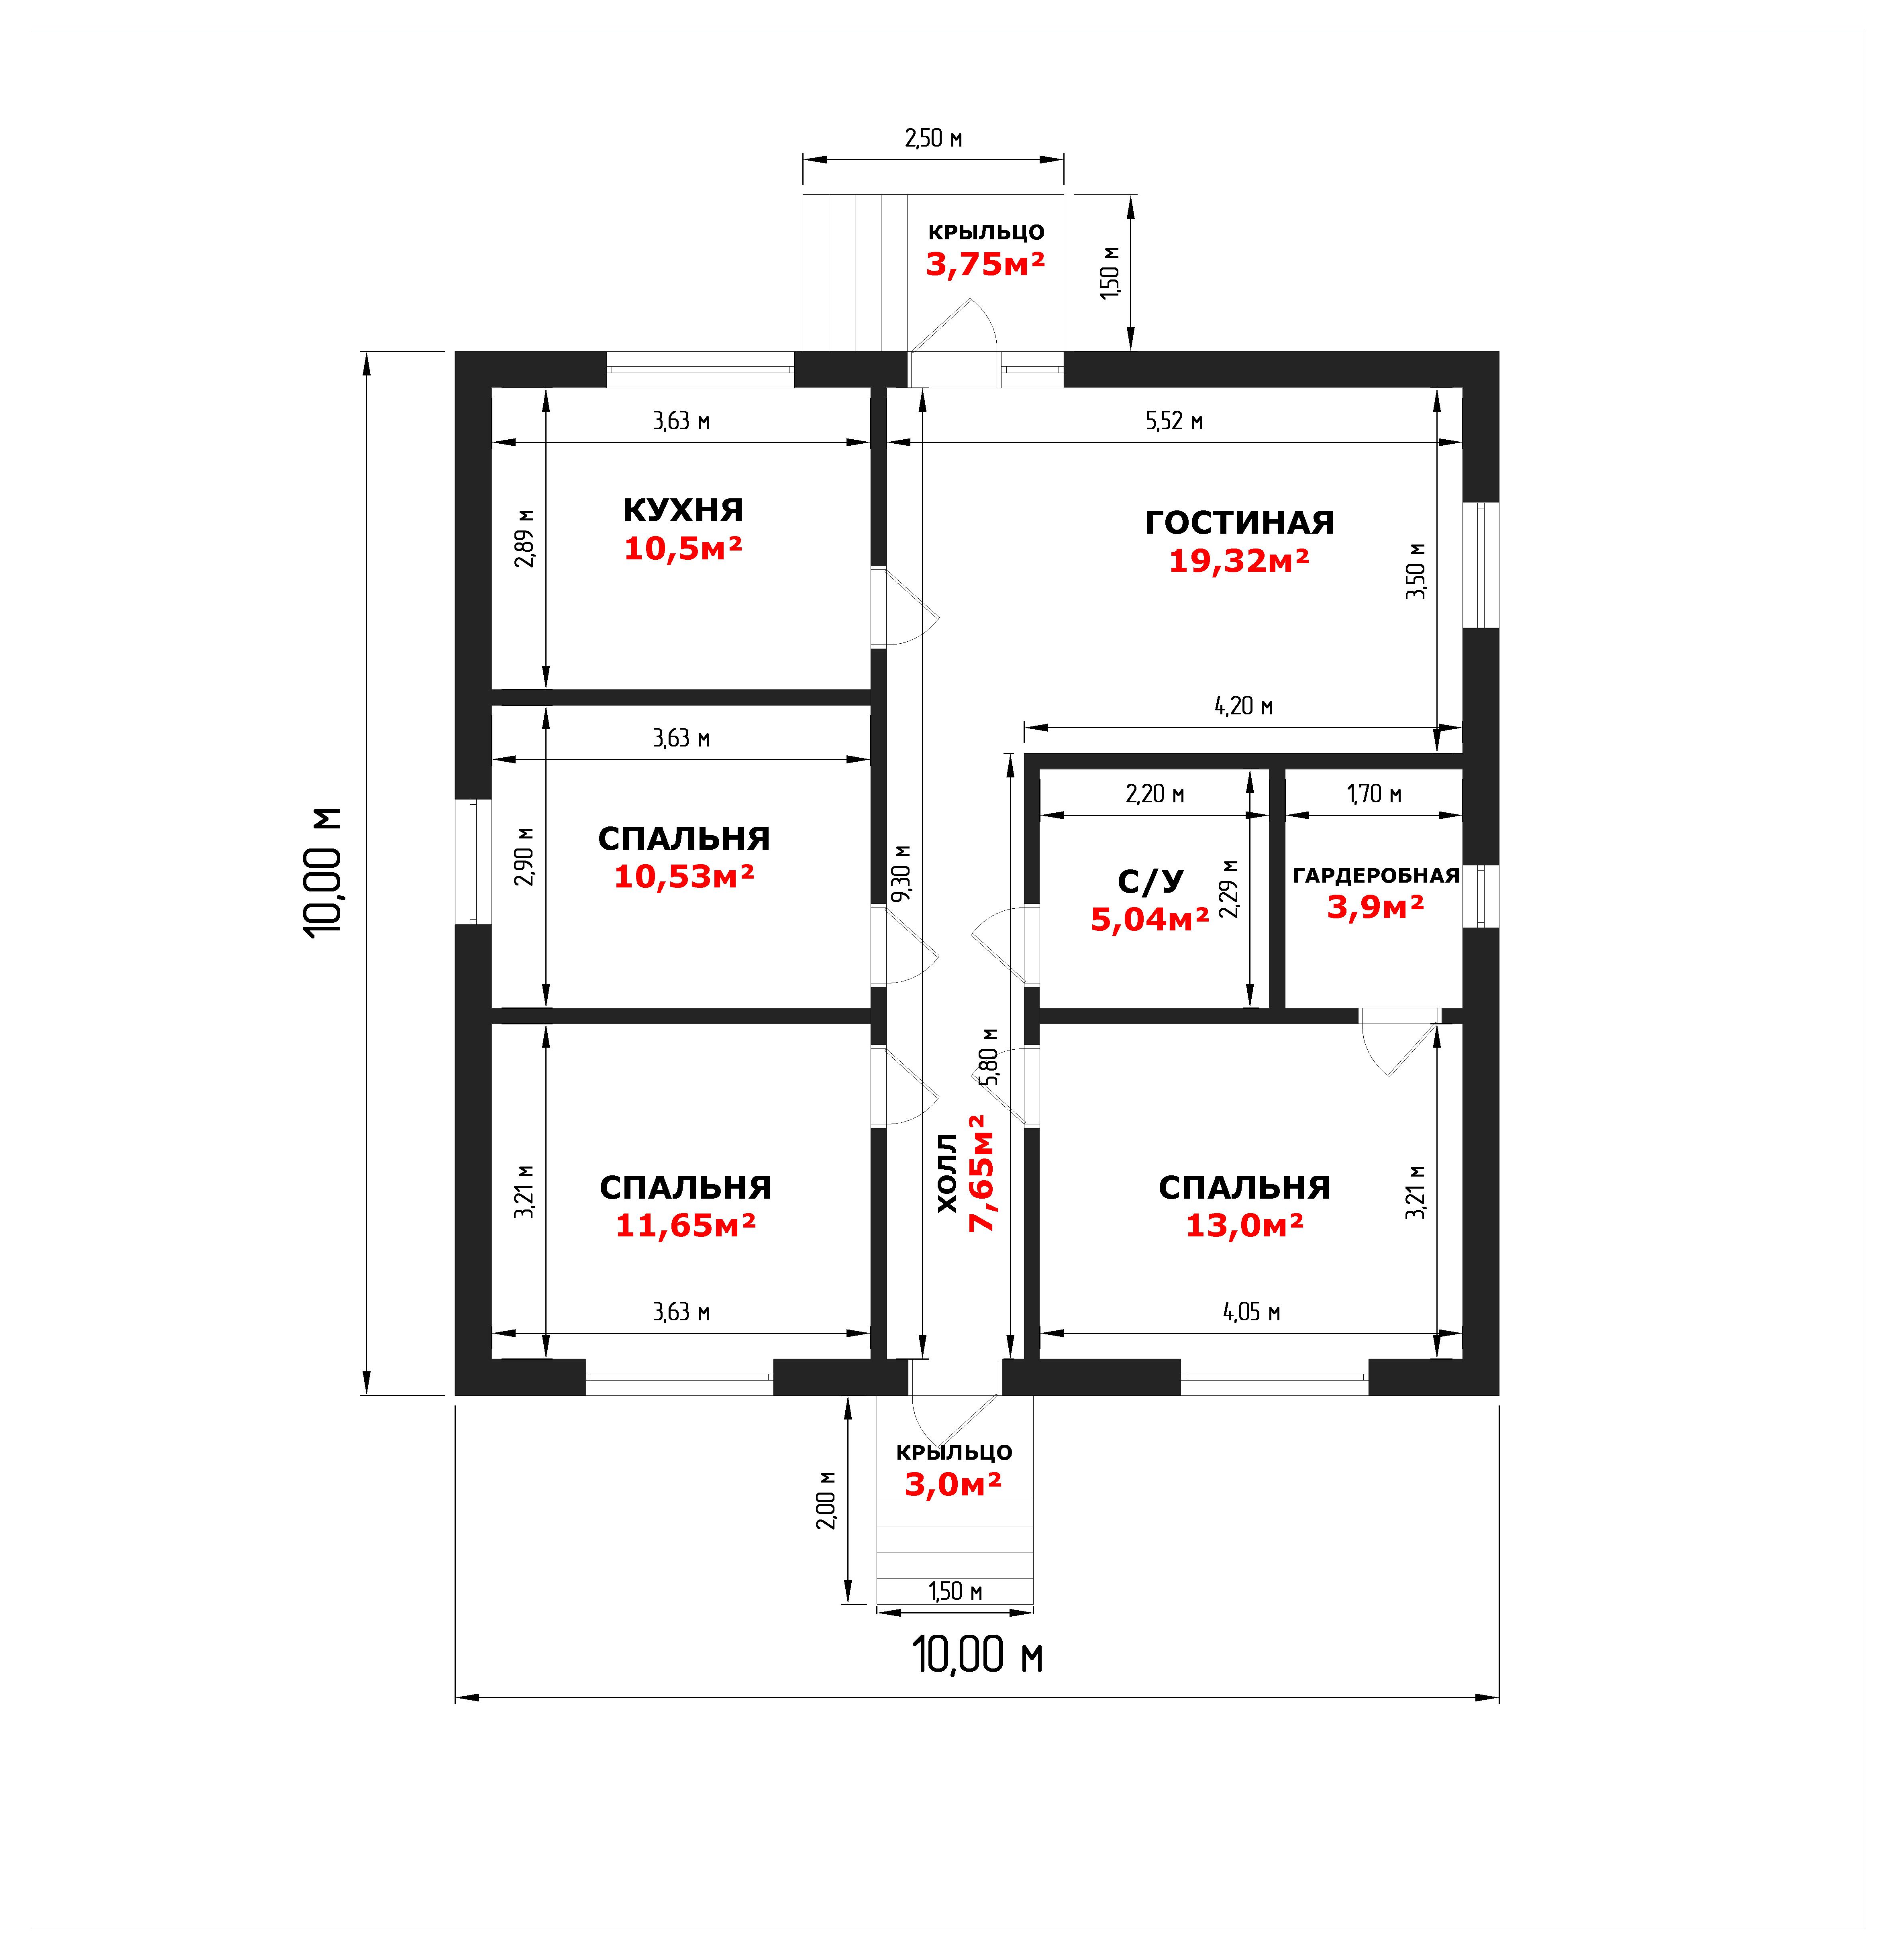 2,50 м
КРЫЛЬЦО
3,75м²
1,50 м
3,63 м
5,52 м
КУХНЯ
10,5м²
2,89 м
ГОСТИНАЯ
19,32м²
3,50 м
4,20 м
3,63 м
СПАЛЬНЯ
10,53м²
2,90 м
10,00 м
9,30 м
2,20 м
1,70 м
С/У
5,04м²
2,29 м
ГАРДЕРОБНАЯ
3,9м²
5,80 м
ХОЛЛ
7,65м²
СПАЛЬНЯ
11,65м²
3,21 м
3,63 м
СПАЛЬНЯ
13,0м²
3,21 м
4,05 м
КРЫЛЬЦО
3,0м²
2,00 м
1,50 м
10,00 м